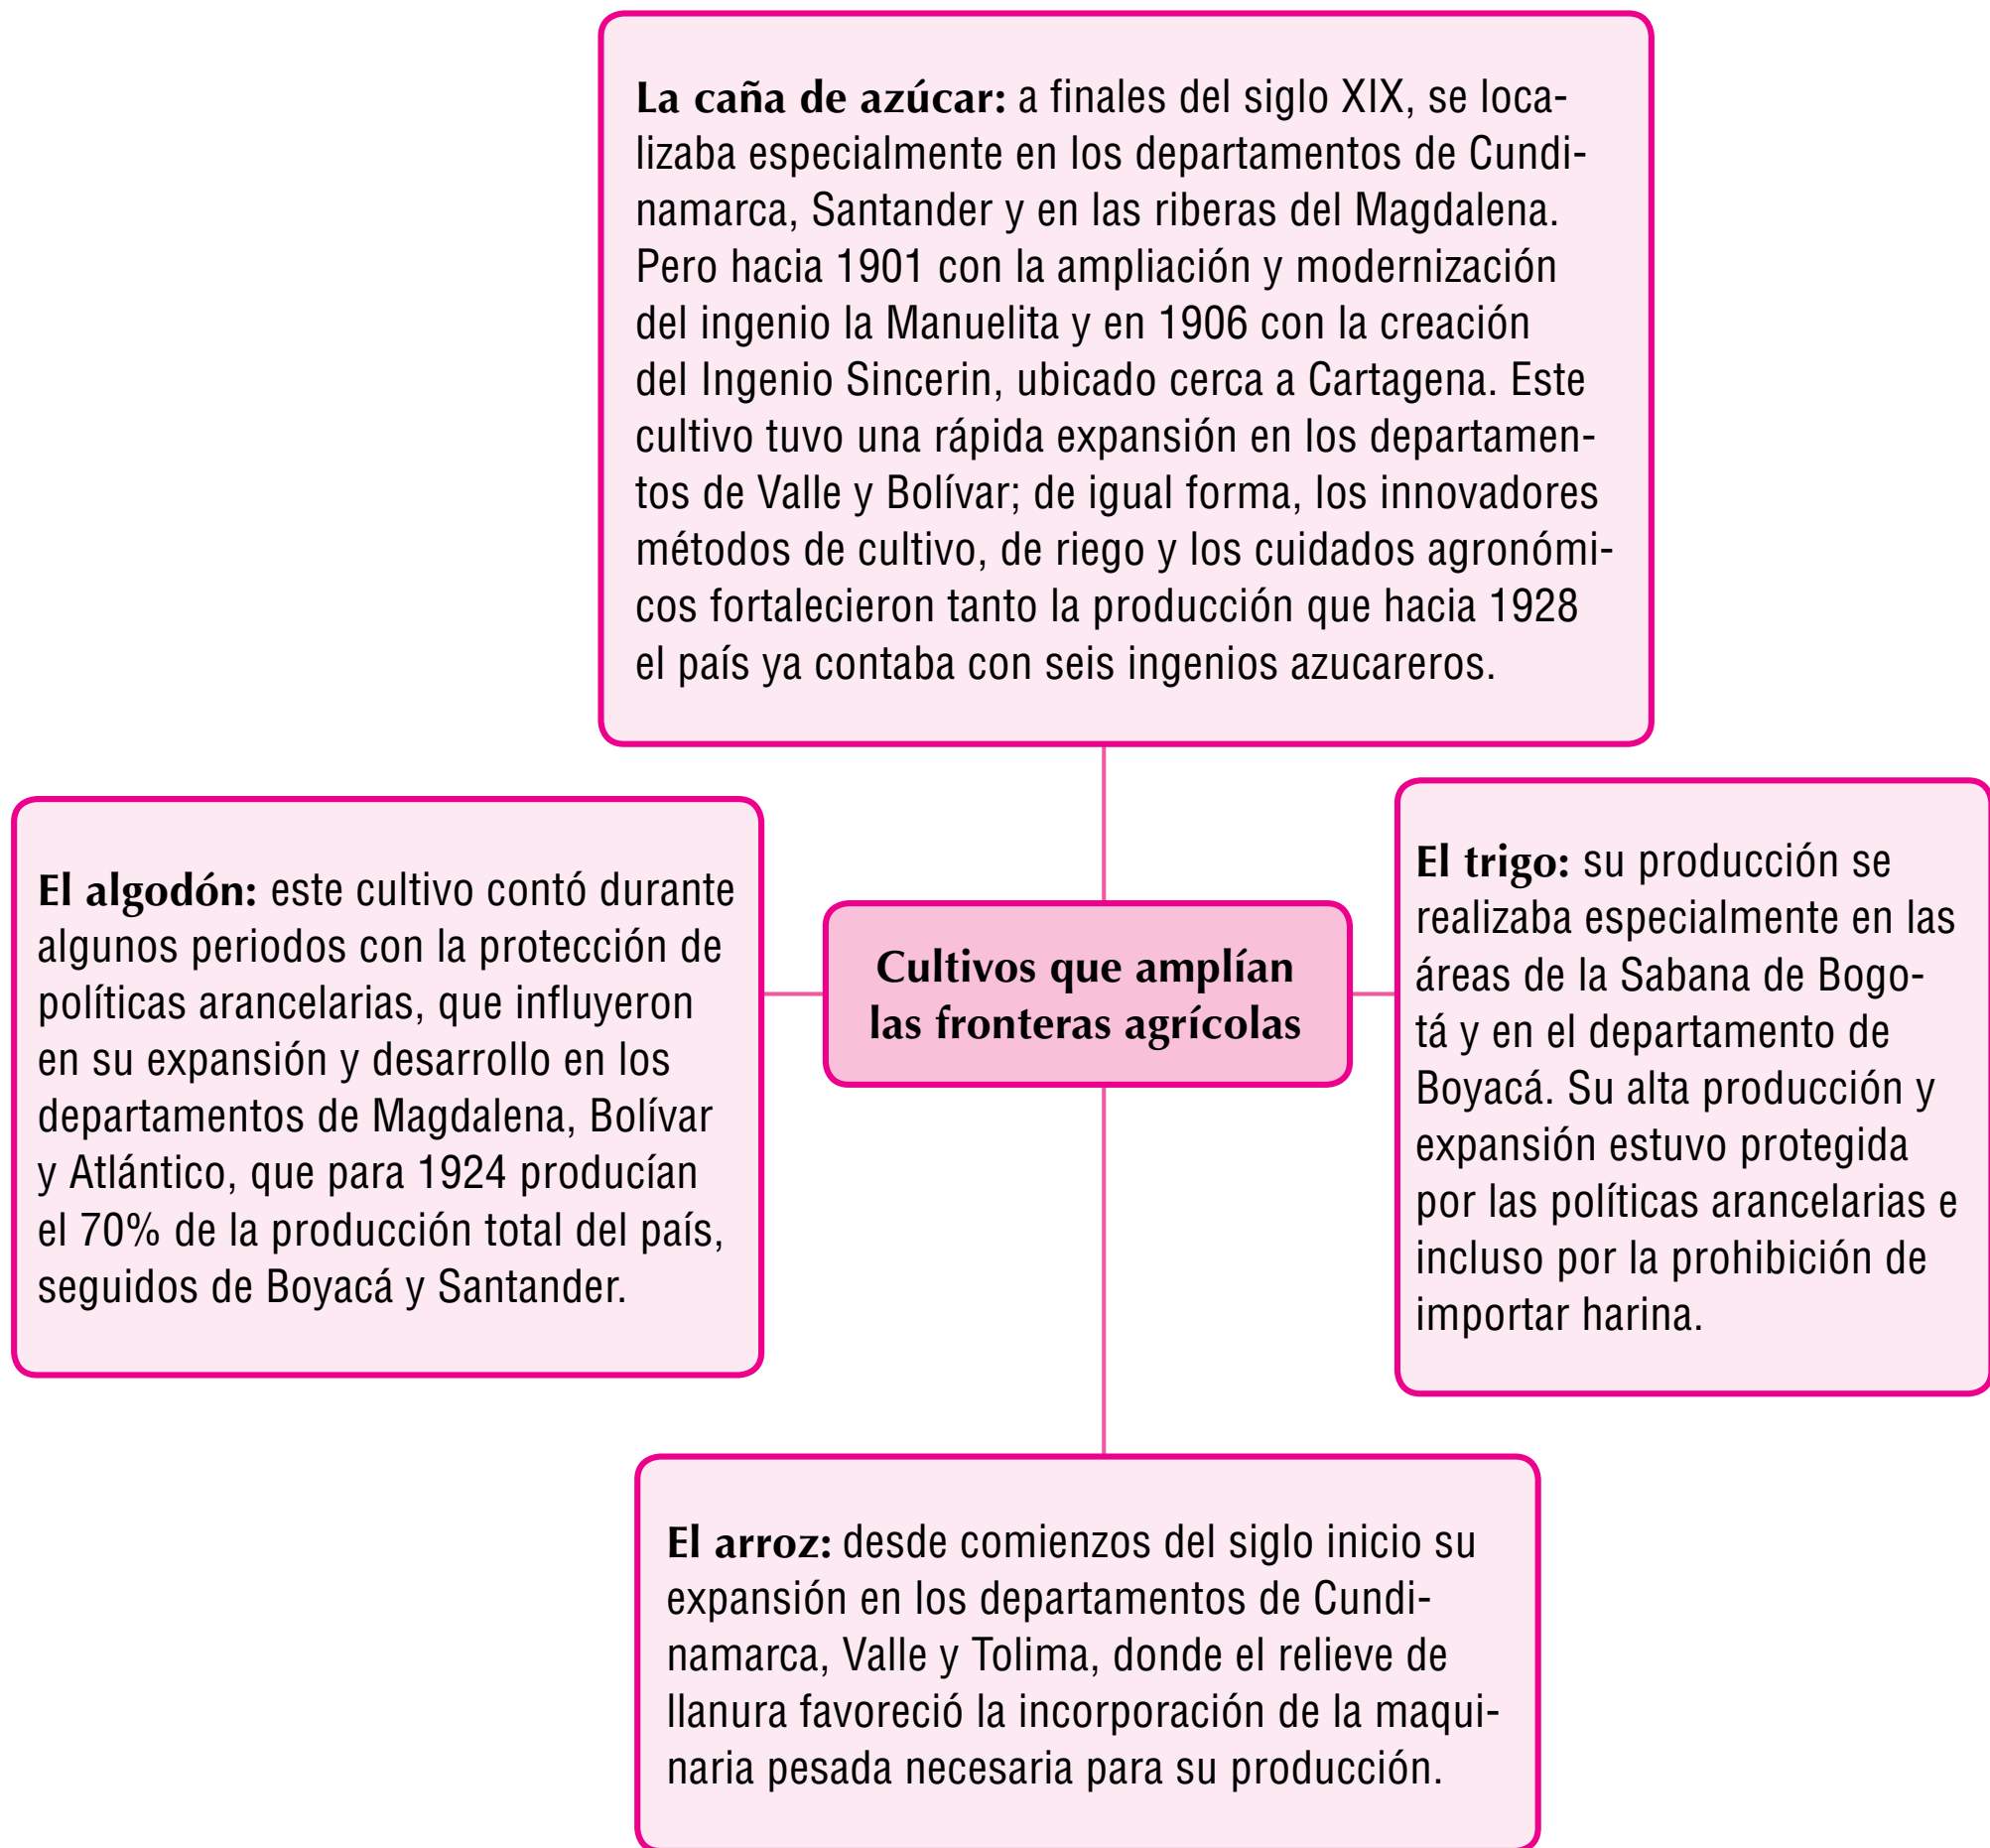 La caña de azúcar: a finales del siglo XIX, se loca-
lizaba especialmente en los departamentos de Cundi-
namarca, Santander y en las riberas del Magdalena.
Pero hacia 1901 con la ampliación y modernización
del ingenio la Manuelita y en 1906 con la creación
del Ingenio Sincerin, ubicado cerca a Cartagena. Este
cultivo tuvo una rápida expansión en los departamen-
tos de Valle y Bolívar; de igual forma, los innovadores
métodos de cultivo, de riego y los cuidados agronómi-
cos fortalecieron tanto la producción que hacia 1928
el país ya contaba con seis ingenios azucareros.
El algodón: este cultivo contó durante
algunos periodos con la protección de
políticas arancelarias, que influyeron
en su expansión y desarrollo en los
departamentos de Magdalena, Bolívar
y Atlántico, que para 1924 producían
el 70% de la producción total del país,
seguidos de Boyacá y Santander.
Cultivos que amplían
las fronteras agrícolas
El trigo: su producción se
realizaba especialmente en las
áreas de la Sabana de Bogo-
tá y en el departamento de
Boyacá. Su alta producción y
expansión estuvo protegida
por las políticas arancelarias e
incluso por la prohibición de
importar harina.
El arroz: desde comienzos del siglo inicio su
expansión en los departamentos de Cundi-
namarca, Valle y Tolima, donde el relieve de
llanura favoreció la incorporación de la maqui-
naria pesada necesaria para su producción.